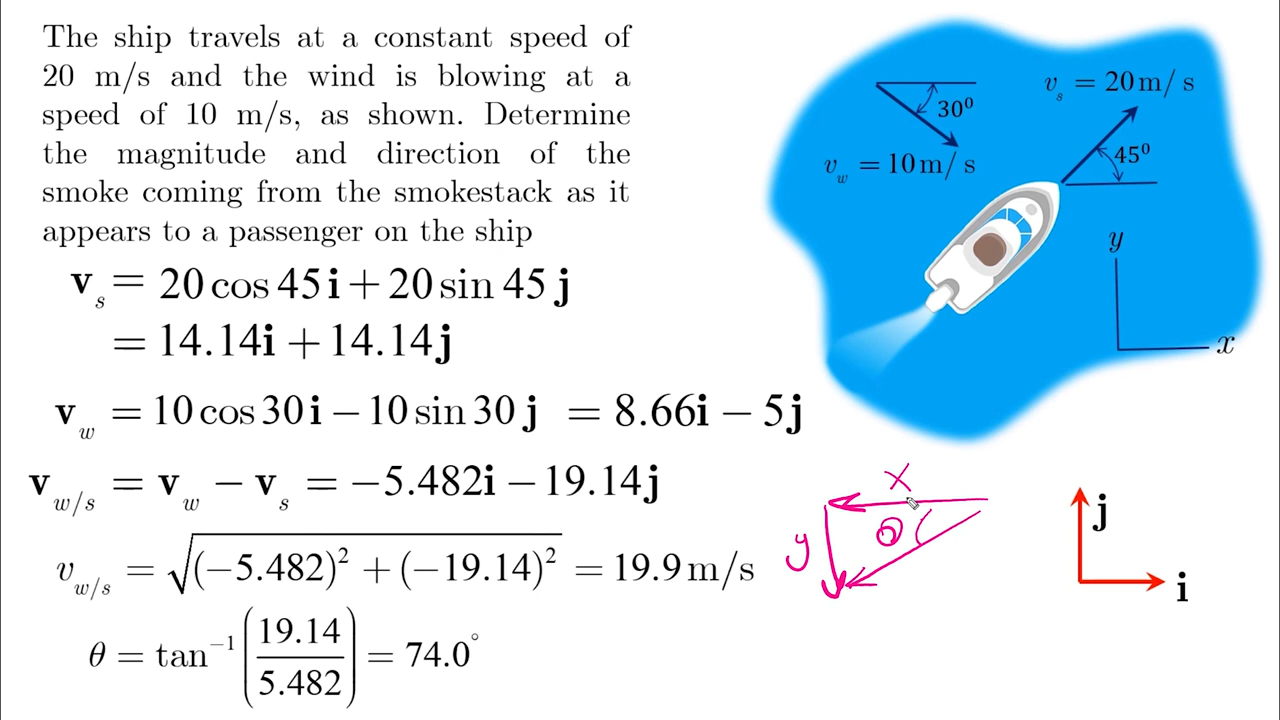 The ship travels at a constant speed of
20 m/s and the wind is blowing at a
speed of 10 m/s, as shown. Determine
the magnitude and direction of the
smoke coming from the smokestack as it
appears to a passenger on the ship
v_s = 20 cos 45 i + 20 sin 45 j
= 14.14i + 14.14j
v_w = 10 cos 30 i − 10 sin 30 j = 8.66i − 5j
v_w/s = v_w − v_s = −5.482i − 19.14j
v_w/s = √((−5.482)² + (−19.14)²) = 19.9 m/s
θ = tan⁻¹(19.14/5.482) = 74.0°
v_s = 20 m/s
30⁰
45⁰
v_w = 10 m/s
y
x
x
y
θ
j
i